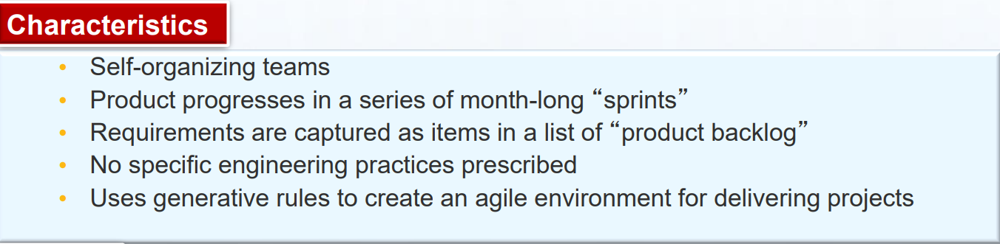 Characteristics
• Self-organizing teams
• Product progresses in a series of month-long “sprints”
• Requirements are captured as items in a list of “product backlog”
• No specific engineering practices prescribed
• Uses generative rules to create an agile environment for delivering projects